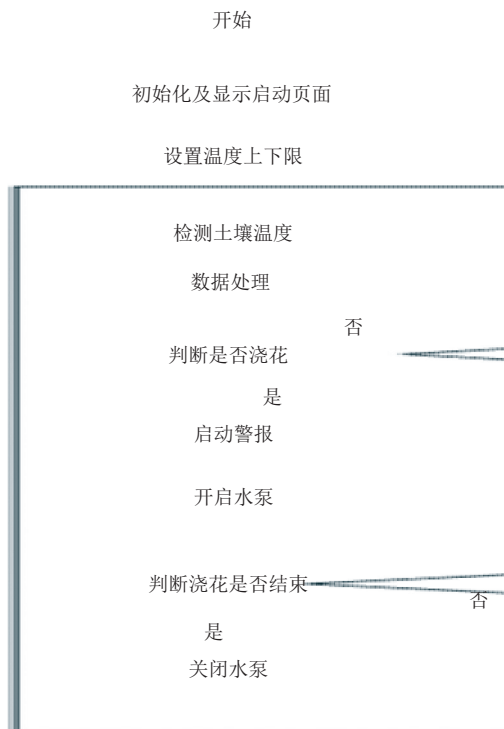 开始
初始化及显示启动页面
设置温度上下限
检测土壤温度
数据处理
否
判断是否浇花
是
启动警报
开启水泵
判断浇花是否结束
否
是
关闭水泵